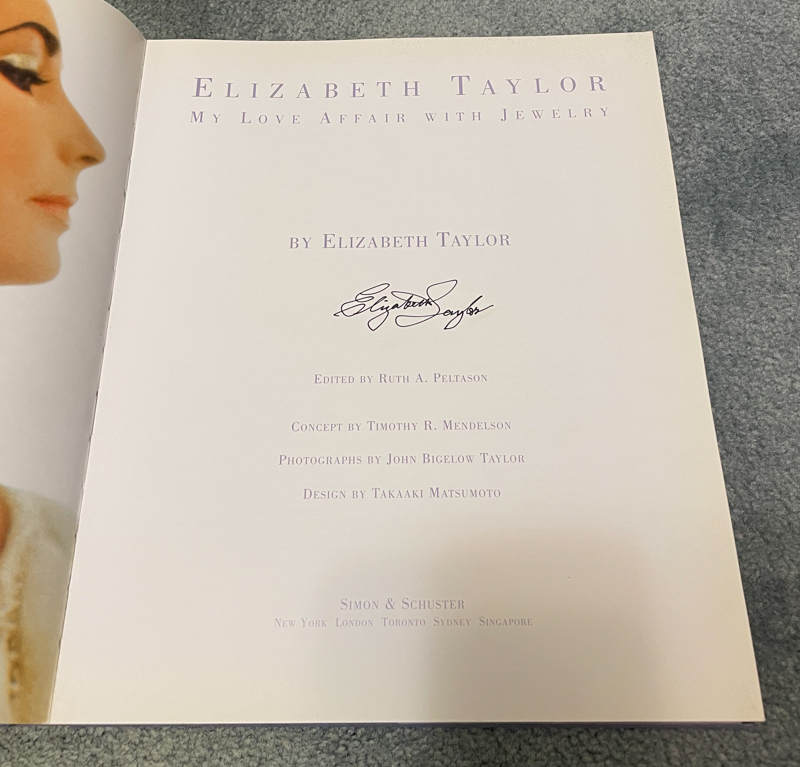 ELIZABETH TAYLOR
MY LOVE AFFAIR WITH JEWELRY
BY ELIZABETH TAYLOR
Elizabeth Taylor
EDITED BY RUTH A. PELTASON
CONCEPT BY TIMOTHY R. MENDELSON
PHOTOGRAPHS BY JOHN BIGELOW TAYLOR
DESIGN BY TAKAAKI MATSUMOTO
SIMON & SCHUSTER
NEW YORK LONDON TORONTO SYDNEY SINGAPORE